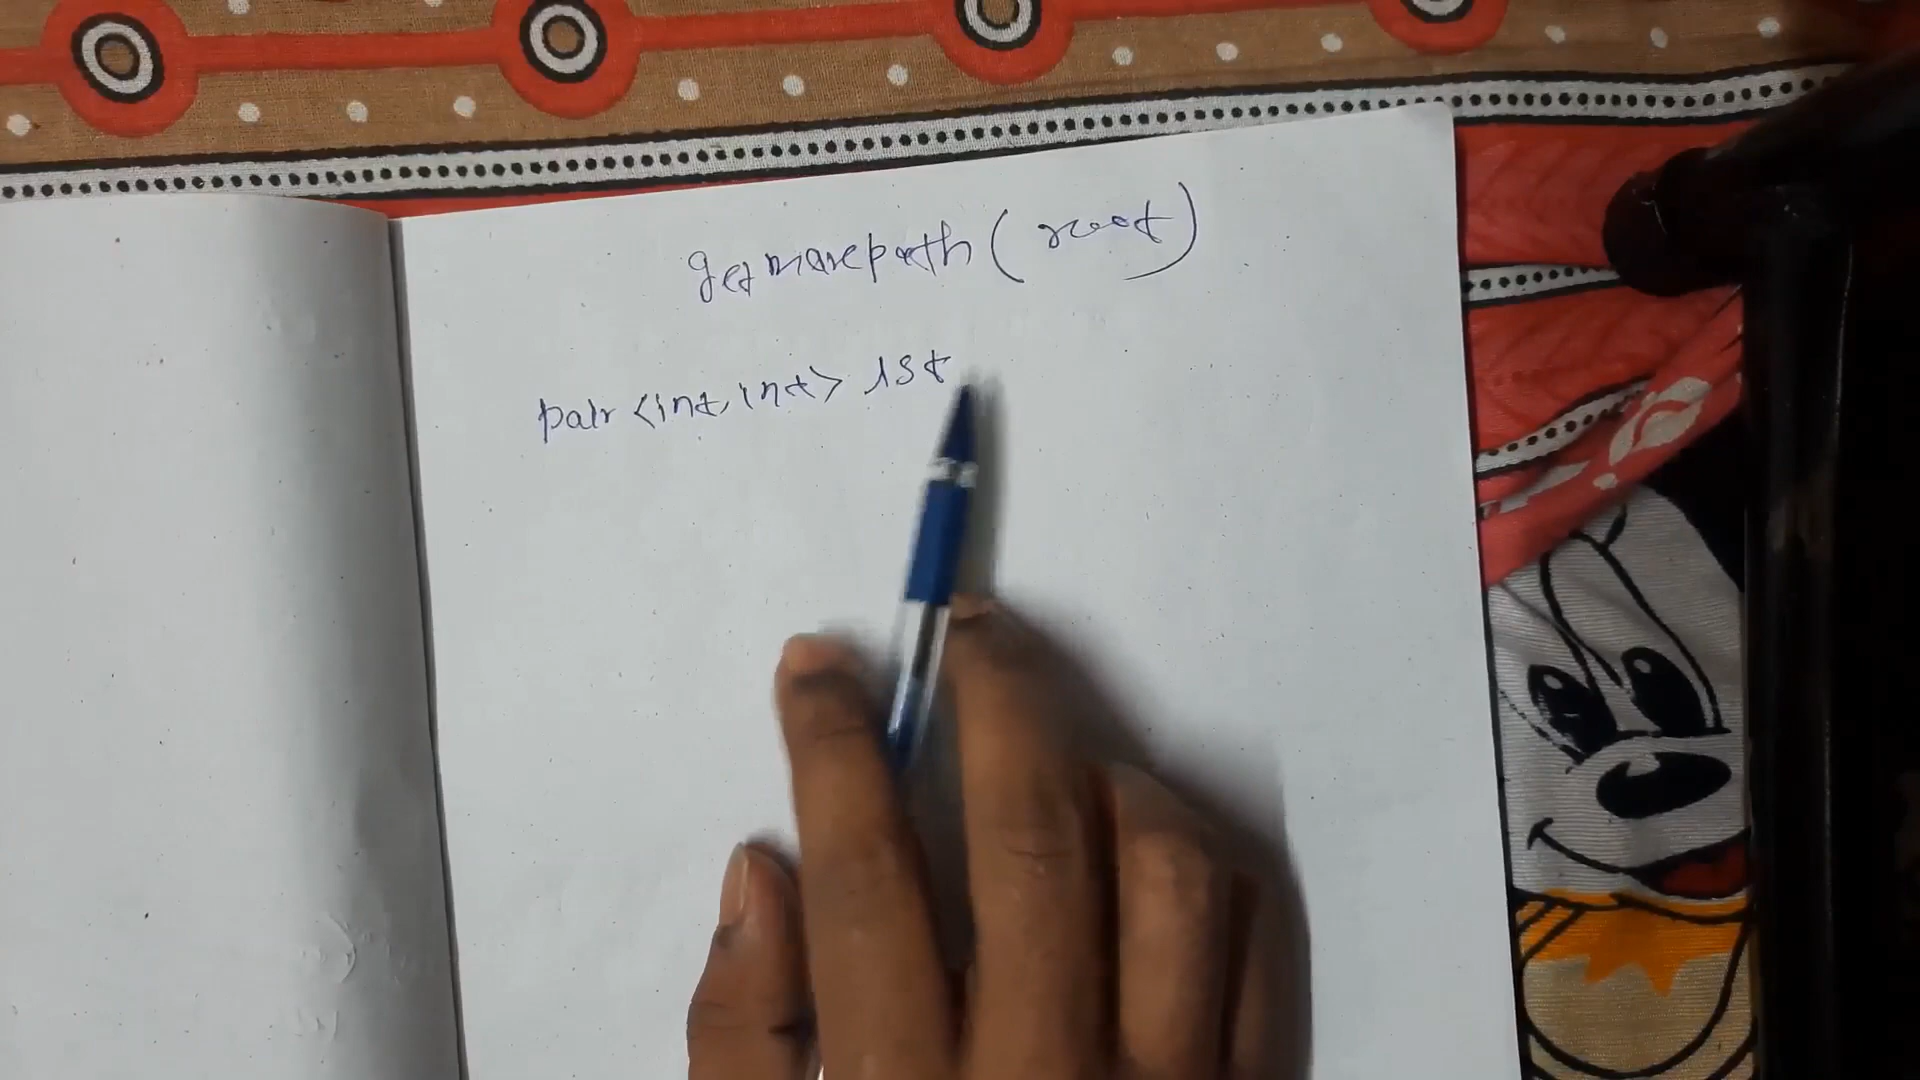 getmaxpath(root)
pair <int, int> lst